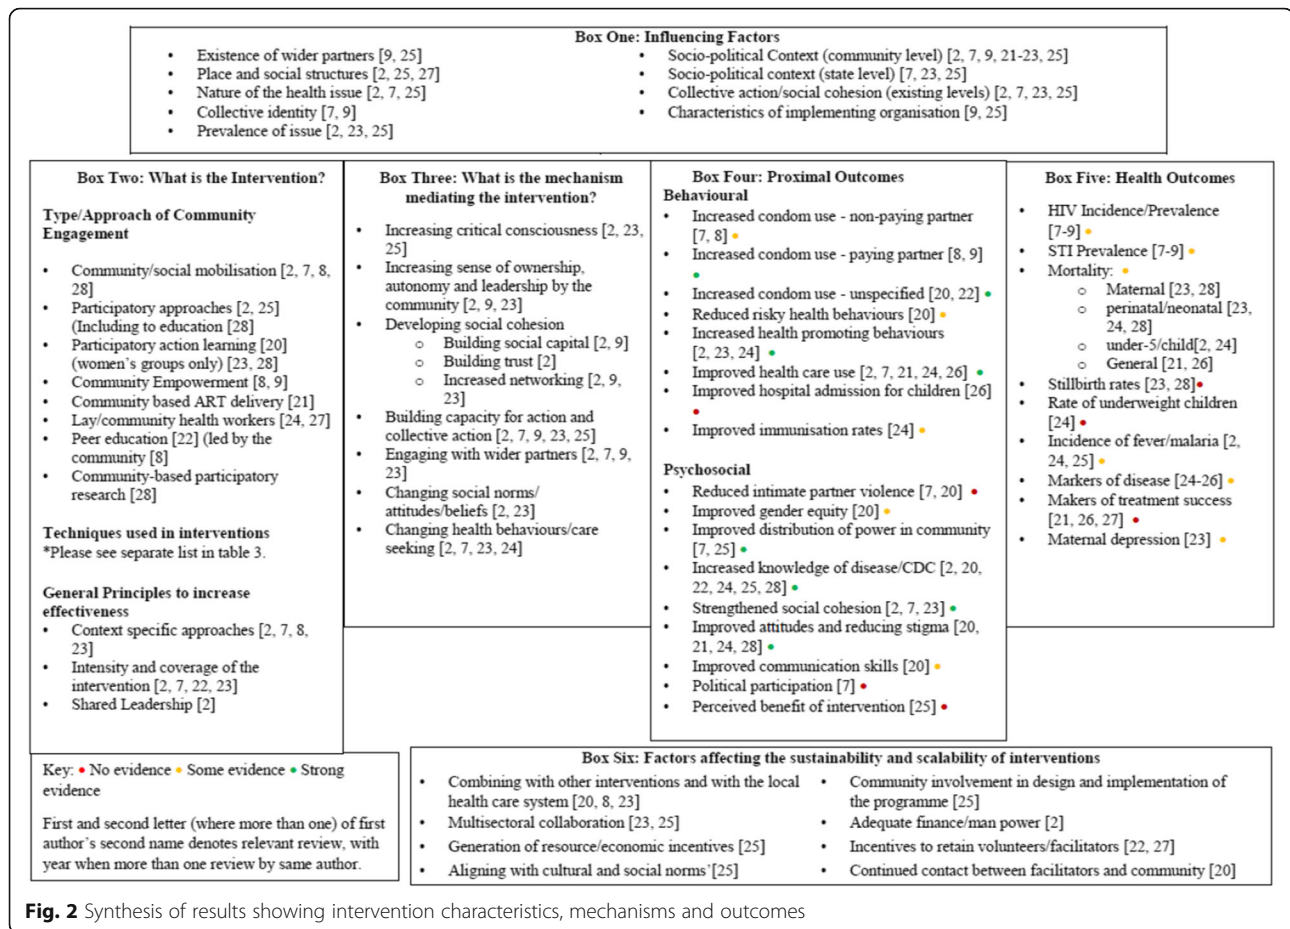 Box One: Influencing Factors
• Existence of wider partners [9, 25]
• Place and social structures [2, 25, 27]
• Nature of the health issue [2, 7, 25]
• Collective identity [7, 9]
• Prevalence of issue [2, 23, 25]
• Socio-political Context (community level) [2, 7, 9, 21-23, 25]
• Socio-political context (state level) [7, 23, 25]
• Collective action/social cohesion (existing levels) [2, 7, 23, 25]
• Characteristics of implementing organisation [9, 25]
Box Two: What is the Intervention?
Type/Approach of Community
Engagement
• Community/social mobilisation [2, 7, 8,
28]
• Participatory approaches [2, 25]
(Including to education [28]
• Participatory action learning [20]
(women's groups only) [23, 28]
• Community Empowerment [8, 9]
• Community based ART delivery [21]
• Lay/community health workers [24, 27]
• Peer education [22] (led by the
community [8]
• Community-based participatory
research [28]
Techniques used in interventions
*Please see separate list in table 3.
General Principles to increase
effectiveness
• Context specific approaches [2, 7, 8,
23]
• Intensity and coverage of the
intervention [2, 7, 22, 23]
• Shared Leadership [2]
Box Three: What is the mechanism
mediating the intervention?
• Increasing critical consciousness [2, 23,
25]
• Increasing sense of ownership,
autonomy and leadership by the
community [2, 9, 23]
• Developing social cohesion
o Building social capital [2, 9]
o Building trust [2]
o Increased networking [2, 9,
23]
• Building capacity for action and
collective action [2, 7, 9, 23, 25]
• Engaging with wider partners [2, 7, 9,
23]
• Changing social norms/
attitudes/beliefs [2, 23]
• Changing health behaviours/care
seeking [2, 7, 23, 24]
Box Four: Proximal Outcomes
Behavioural
• Increased condom use - non-paying partner
[7, 8] •
• Increased condom use - paying partner [8, 9]
•
• Increased condom use - unspecified [20, 22] •
• Reduced risky health behaviours [20] •
• Increased health promoting behaviours
[2, 23, 24] •
• Improved health care use [2, 7, 21, 24, 26] •
• Improved hospital admission for children [26]
•
• Improved immunisation rates [24] •
Psychosocial
• Reduced intimate partner violence [7, 20] •
• Improved gender equity [20] •
• Improved distribution of power in community
[7, 25] •
• Increased knowledge of disease/CDC [2, 20,
22, 24, 25, 28] •
• Strengthened social cohesion [2, 7, 23] •
• Improved attitudes and reducing stigma [20,
21, 24, 28] •
• Improved communication skills [20] •
• Political participation [7] •
• Perceived benefit of intervention [25] •
Box Five: Health Outcomes
• HIV Incidence/Prevalence
[7-9] •
• STI Prevalence [7-9] •
• Mortality: •
o Maternal [23, 28]
o perinatal/neonatal [23,
24, 28]
o under-5/child[2, 24]
o General [21, 26]
• Stillbirth rates [23, 28]•
• Rate of underweight children
[24] •
• Incidence of fever/malaria [2,
24, 25] •
• Markers of disease [24-26] •
• Makers of treatment success
[21, 26, 27] •
• Maternal depression [23] •
Key: • No evidence • Some evidence • Strong
evidence
First and second letter (where more than one) of first
author's second name denotes relevant review, with
year when more than one review by same author.
Box Six: Factors affecting the sustainability and scalability of interventions
• Combining with other interventions and with the local
health care system [20, 8, 23]
• Multisectoral collaboration [23, 25]
• Generation of resource/economic incentives [25]
• Aligning with cultural and social norms'[25]
• Community involvement in design and implementation of
the programme [25]
• Adequate finance/man power [2]
• Incentives to retain volunteers/facilitators [22, 27]
• Continued contact between facilitators and community [20]
Fig. 2 Synthesis of results showing intervention characteristics, mechanisms and outcomes